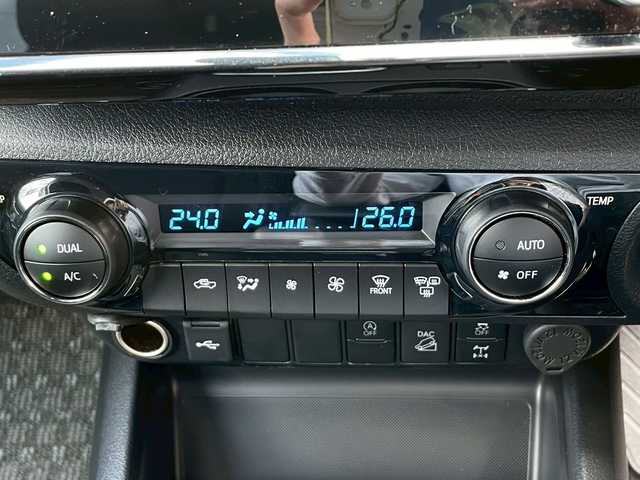 P
24.0
26.0
TEMP
DUAL
A/C
AUTO
OFF
FRONT
OFF
DAC
OFF